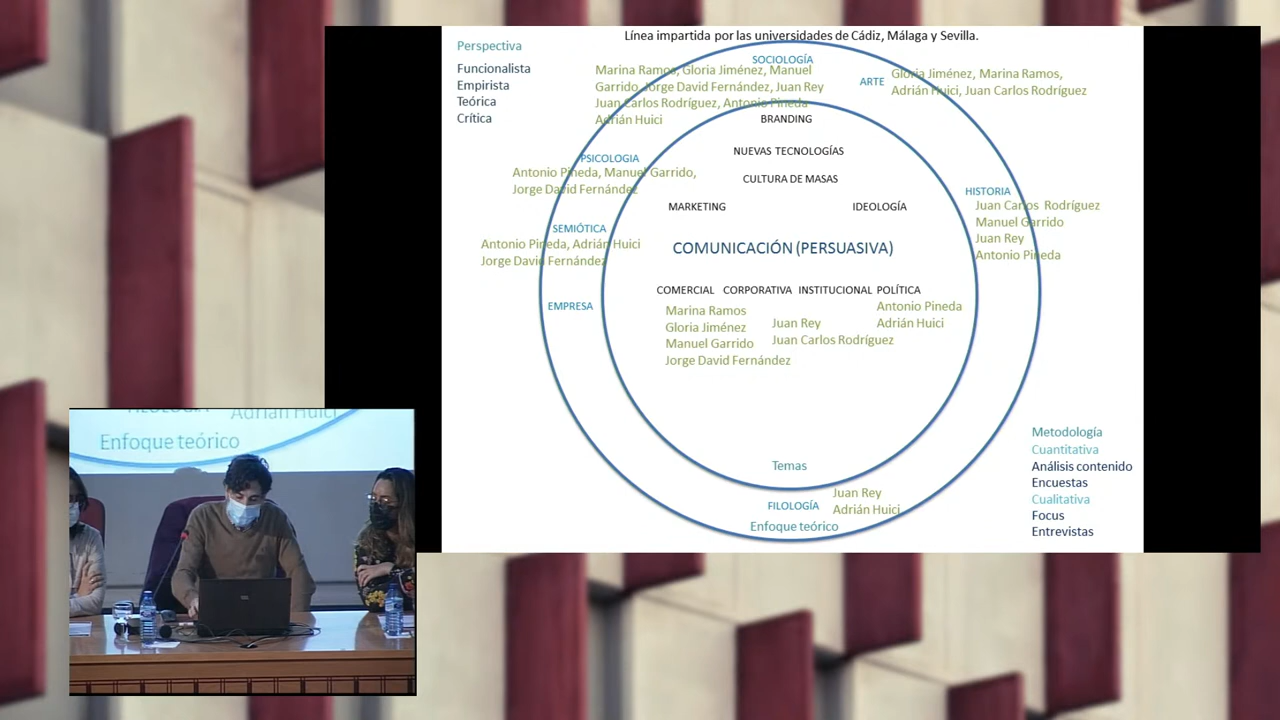 Línea impartida por las universidades de Cádiz, Málaga y Sevilla.
Perspectiva
Funcionalista
Empirista
Teórica
Crítica
SOCIOLOGÍA
Marina Ramos, Gloria Jiménez, Manuel
Garrido, Jorge David Fernández, Juan Rey
Juan Carlos Rodríguez, Antonio Pineda
Adrián Huici
ARTE
Gloria Jiménez, Marina Ramos,
Adrián Huici, Juan Carlos Rodríguez
BRANDING
NUEVAS TECNOLOGÍAS
CULTURA DE MASAS
MARKETING
IDEOLOGÍA
PSICOLOGIA
Antonio Pineda, Manuel Garrido,
Jorge David Fernández
HISTORIA
Juan Carlos Rodríguez
Manuel Garrido
Juan Rey
Antonio Pineda
SEMIÓTICA
Antonio Pineda, Adrián Huici
Jorge David Fernández
COMUNICACIÓN (PERSUASIVA)
EMPRESA
COMERCIAL CORPORATIVA INSTITUCIONAL POLÍTICA
Marina Ramos
Gloria Jiménez
Manuel Garrido
Jorge David Fernández
Juan Rey
Juan Carlos Rodríguez
Antonio Pineda
Adrián Huici
Temas
FILOLOGÍA
Juan Rey
Adrián Huici
Enfoque teórico
Metodología
Cuantitativa
Análisis contenido
Encuestas
Cualitativa
Focus
Entrevistas
FILOLOGÍA
Adrián Huici
Enfoque teórico